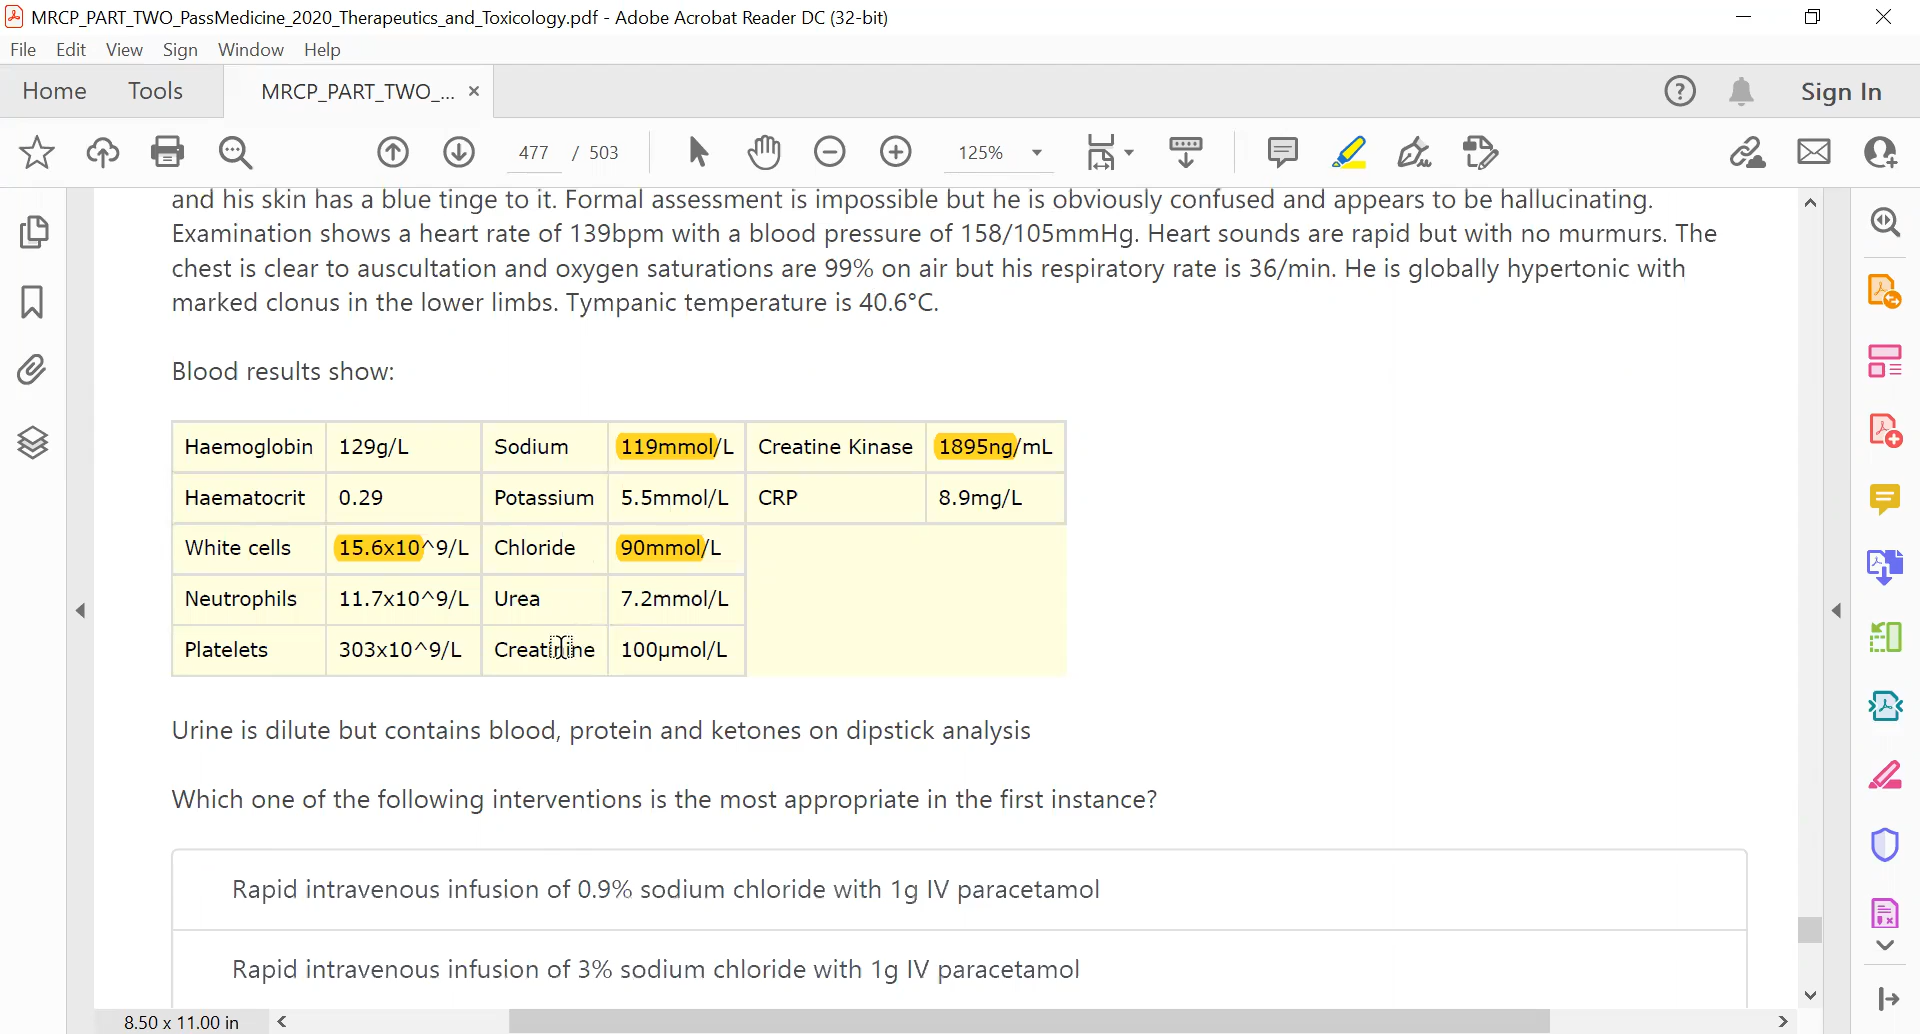 MRCP_PART_TWO_PassMedicine_2020_Therapeutics_and_Toxicology.pdf - Adobe Acrobat Reader DC (32-bit)
File Edit View Sign Window Help
Home Tools MRCP_PART_TWO_... × Sign In
477 / 503 125%
and his skin has a blue tinge to it. Formal assessment is impossible but he is obviously confused and appears to be hallucinating.
Examination shows a heart rate of 139bpm with a blood pressure of 158/105mmHg. Heart sounds are rapid but with no murmurs. The
chest is clear to auscultation and oxygen saturations are 99% on air but his respiratory rate is 36/min. He is globally hypertonic with
marked clonus in the lower limbs. Tympanic temperature is 40.6°C.
Blood results show:
Haemoglobin 129g/L Sodium 119mmol/L Creatine Kinase 1895ng/mL
Haematocrit 0.29 Potassium 5.5mmol/L CRP 8.9mg/L
White cells 15.6x10^9/L Chloride 90mmol/L
Neutrophils 11.7x10^9/L Urea 7.2mmol/L
Platelets 303x10^9/L Creatinine 100µmol/L
Urine is dilute but contains blood, protein and ketones on dipstick analysis
Which one of the following interventions is the most appropriate in the first instance?
Rapid intravenous infusion of 0.9% sodium chloride with 1g IV paracetamol
Rapid intravenous infusion of 3% sodium chloride with 1g IV paracetamol
8.50 x 11.00 in